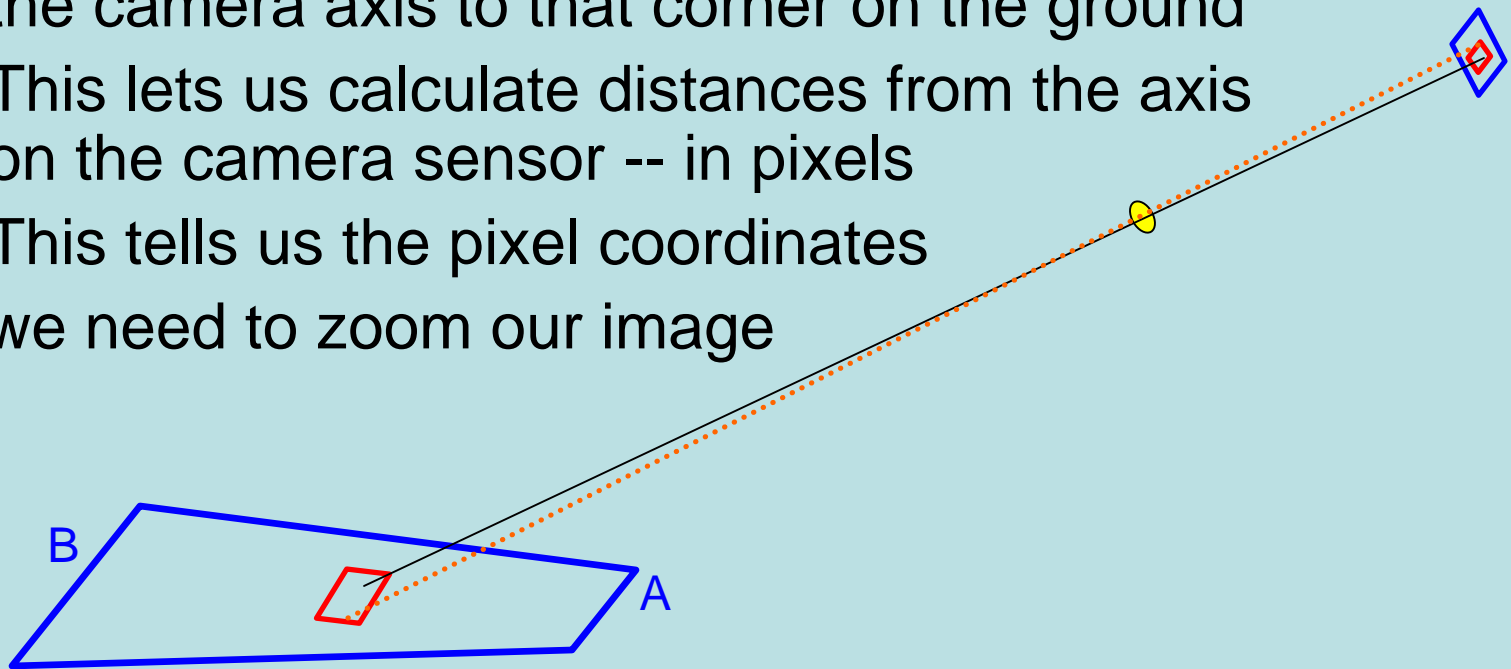 the camera axis to that corner on the ground
This lets us calculate distances from the axis
on the camera sensor -- in pixels
This tells us the pixel coordinates
we need to zoom our image
B
A